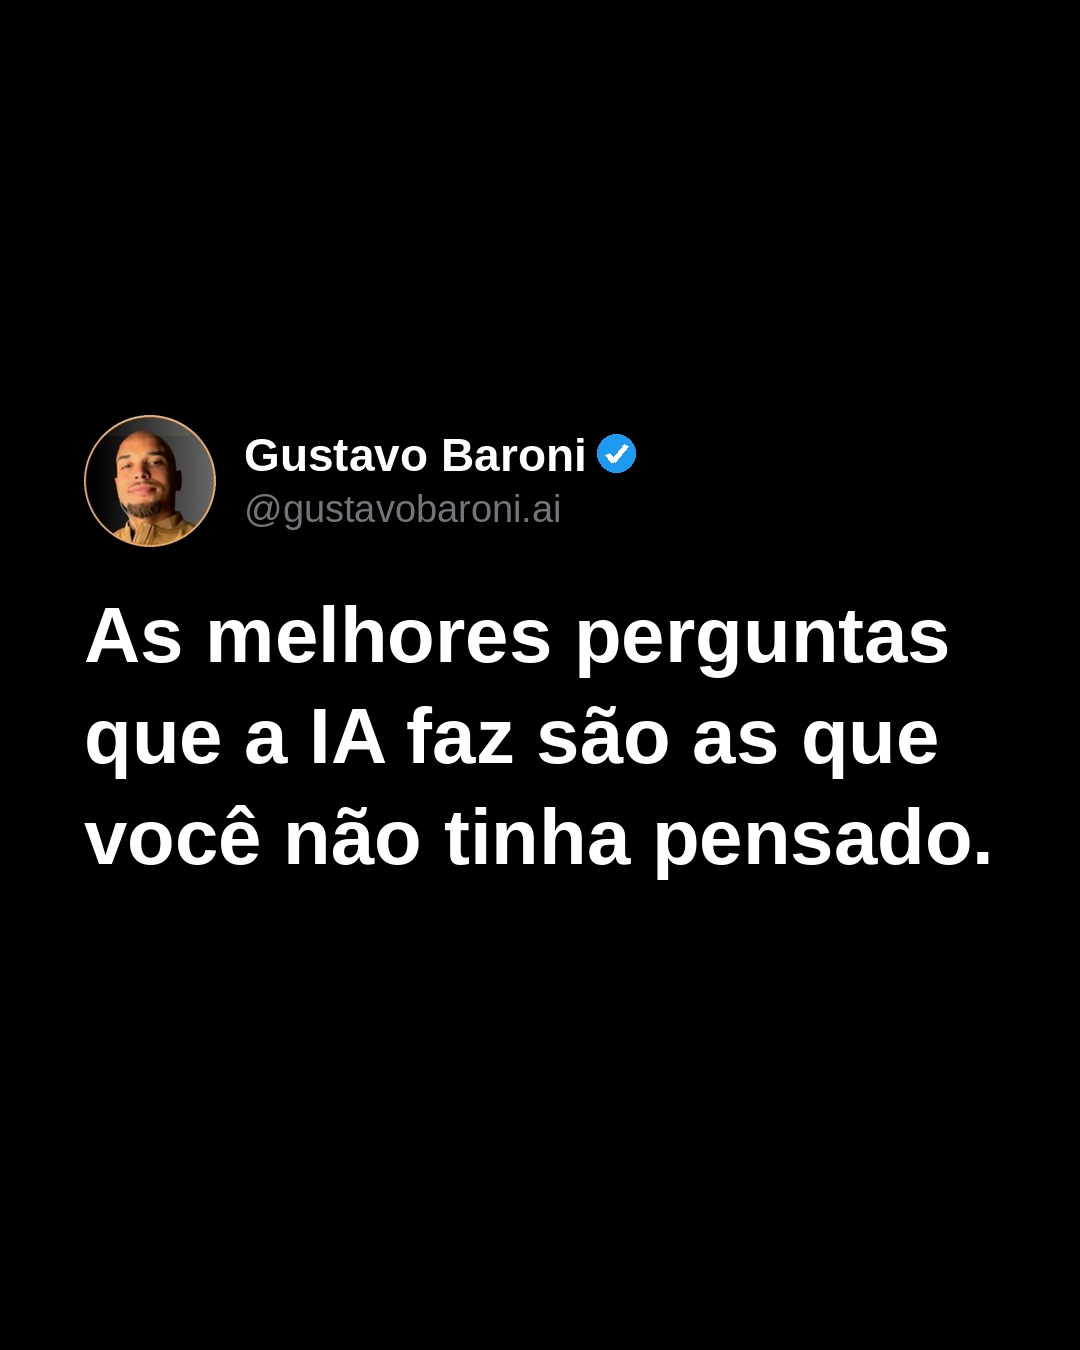 Gustavo Baroni
@gustavobaroni.ai
As melhores perguntas
que a IA faz são as que
você não tinha pensado.